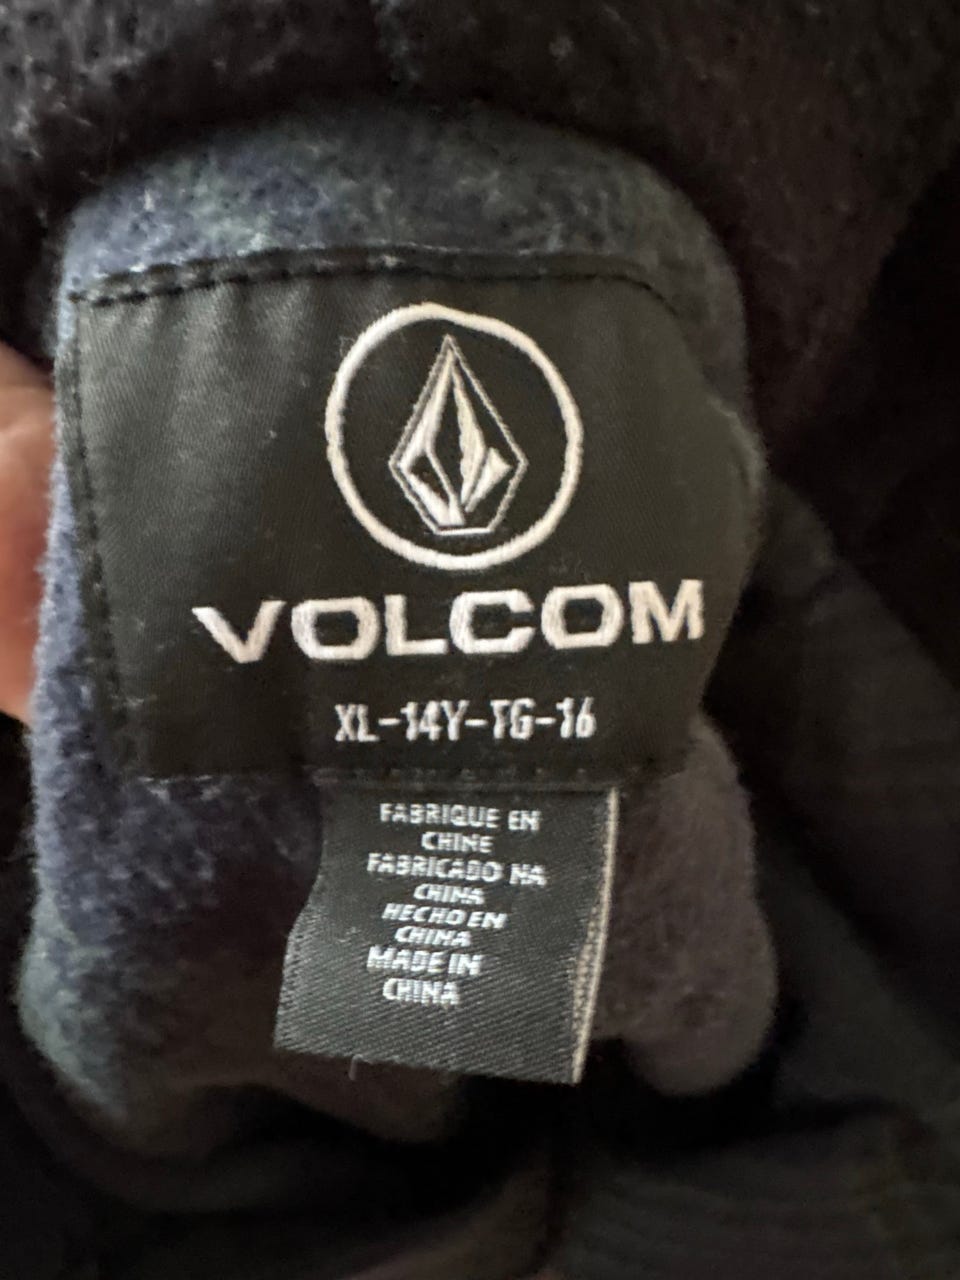 VOLCOM
XL-14Y-TG-16
FABRIQUE EN
CHINE
FABRICADO NA
CHINA
HECHO EN
CHINA
MADE IN
CHINA